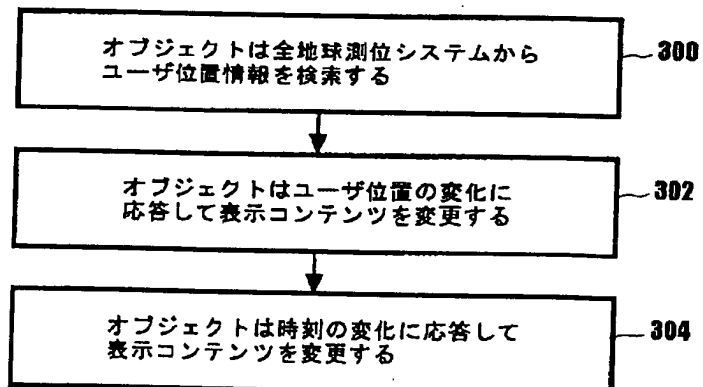 オブジェクトは全地球測位システムから
ユーザ位置情報を検索する
300
オブジェクトはユーザ位置の変化に
応答して表示コンテンツを変更する
302
オブジェクトは時刻の変化に応答して
表示コンテンツを変更する
304